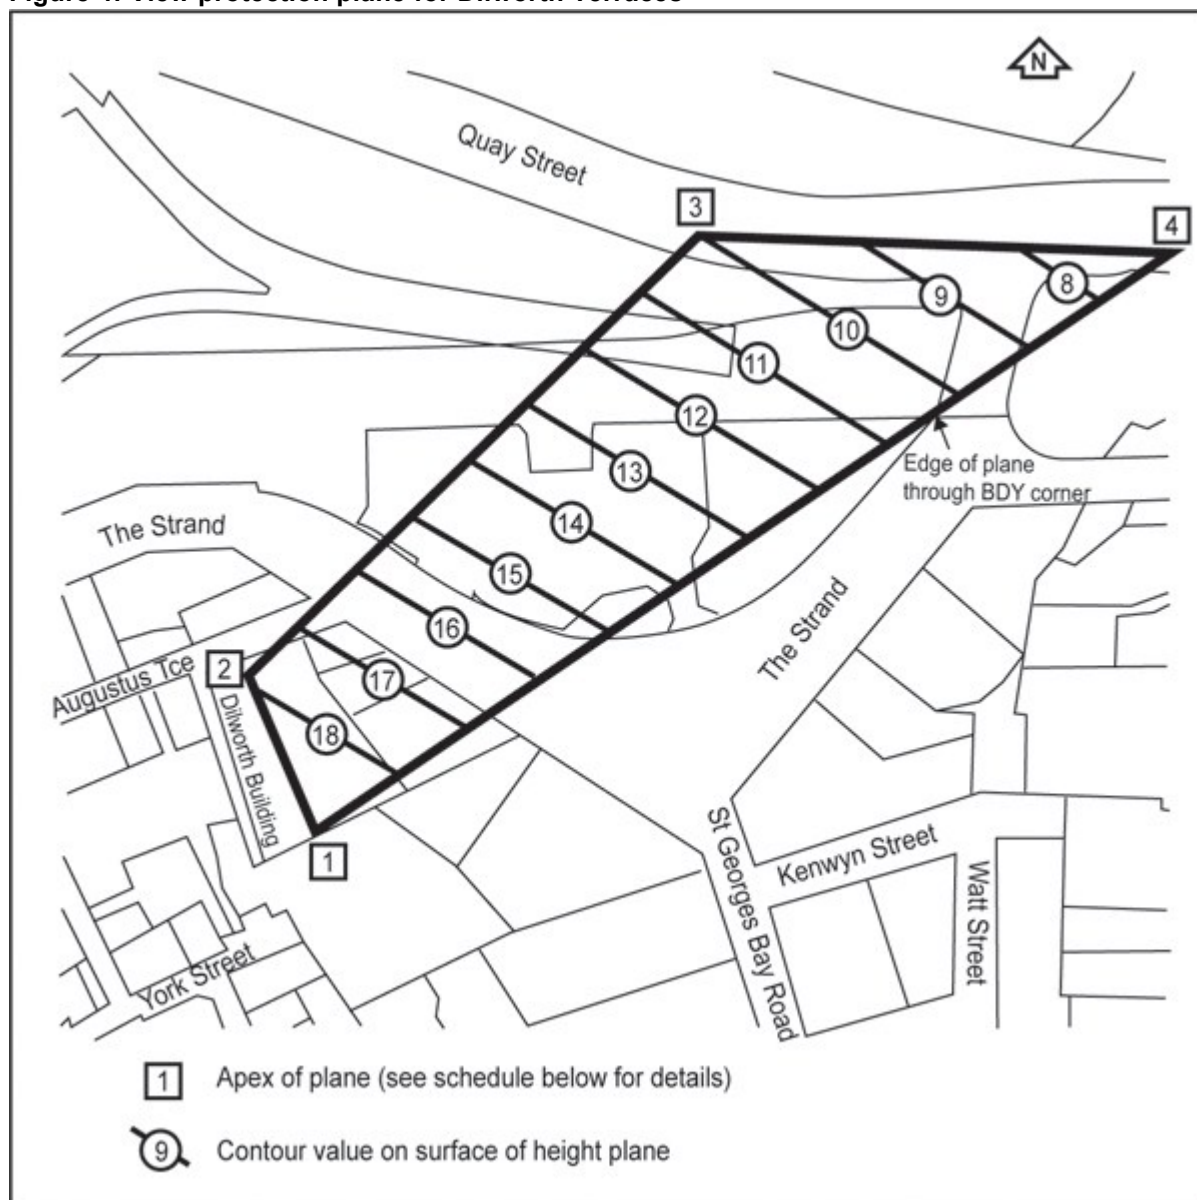 Figure 4: View protection plane for Dilworth Terraces
N
Quay Street
3
4
8
9
10
11
12
13
Edge of plane
through BDY corner
14
The Strand
15
16
The Strand
2
17
Augustus Tce
18
Dilworth Building
1
St Georges Bay Road
Kenwyn Street
Watt Street
York Street
1 Apex of plane (see schedule below for details)
9 Contour value on surface of height plane